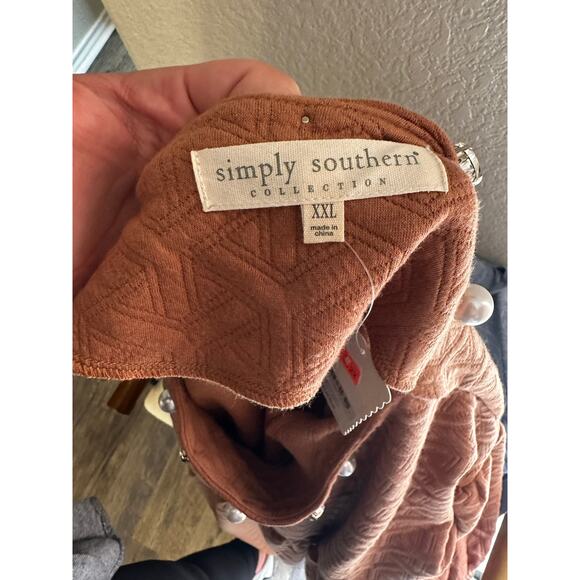 simply southern
COLLECTION
XXL
made in
china